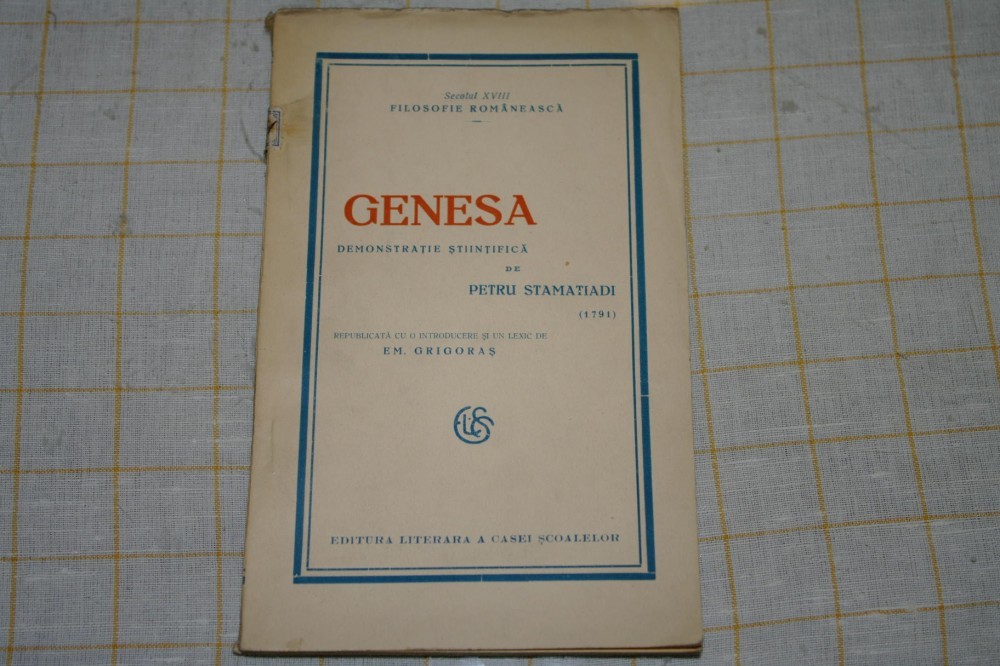 Secolul XVIII
FILOSOFIE ROMÂNEASCĂ
GENESA
DEMONSTRAȚIE ȘTIINȚIFICĂ
DE
PETRU STAMATIADI
(1791)
REPUBLICATĂ CU O INTRODUCERE ȘI UN LEXIC DE
EM. GRIGORAȘ
EDITURA LITERARA A CASEI ȘCOALELOR